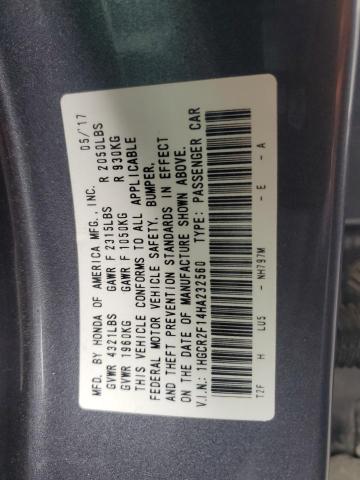 MFD. BY HONDA OF AMERICA MFG., INC. 05/'17
GVWR 4321LBS GAWR F 2315LBS R 2050LBS
GVWR 1960KG GAWR F 1050KG R 930KG
THIS VEHICLE CONFORMS TO ALL APPLICABLE
FEDERAL MOTOR VEHICLE SAFETY, BUMPER,
AND THEFT PREVENTION STANDARDS IN EFFECT
ON THE DATE OF MANUFACTURE SHOWN ABOVE.
V.I.N.: 1HGCR2F14HA232560 TYPE: PASSENGER CAR
T2F H LU5 - NH797M - E - A